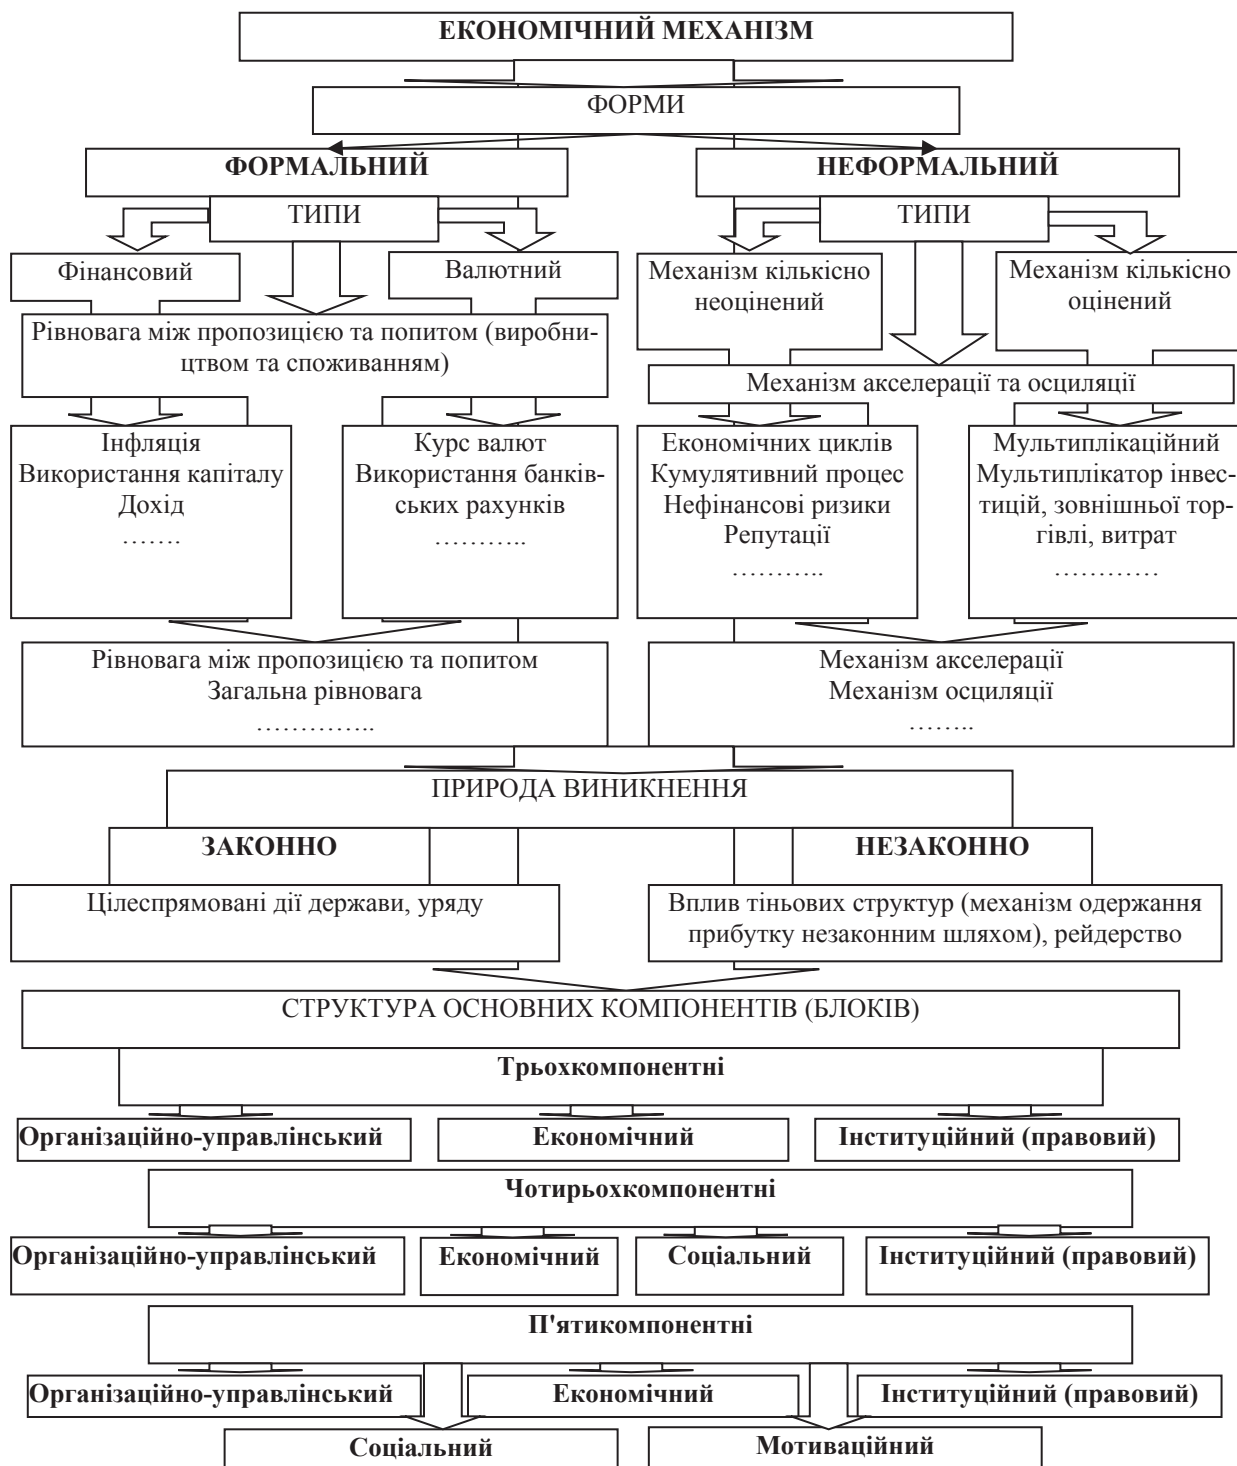 ЕКОНОМІЧНИЙ МЕХАНІЗМ
ФОРМИ
ФОРМАЛЬНИЙ
НЕФОРМАЛЬНИЙ
ТИПИ
ТИПИ
Фінансовий
Валютний
Механізм кількісно
неоцінений
Механізм кількісно
оцінений
Рівновага між пропозицією та попитом (виробни-
цтвом та споживанням)
Механізм акселерації та осциляції
Інфляція
Використання капіталу
Дохід
…….
Курс валют
Використання банків-
ських рахунків
………..
Економічних циклів
Кумулятивний процес
Нефінансові ризики
Репутації
………..
Мультиплікаційний
Мультиплікатор інвес-
тицій, зовнішньої тор-
гівлі, витрат
…………
Рівновага між пропозицією та попитом
Загальна рівновага
…………..
Механізм акселерації
Механізм осциляції
……..
ПРИРОДА ВИНИКНЕННЯ
ЗАКОННО
НЕЗАКОННО
Цілеспрямовані дії держави, уряду
Вплив тіньових структур (механізм одержання
прибутку незаконним шляхом), рейдерство
СТРУКТУРА ОСНОВНИХ КОМПОНЕНТІВ (БЛОКІВ)
Трьохкомпонентні
Організаційно-управлінський
Економічний
Інституційний (правовий)
Чотирьохкомпонентні
Організаційно-управлінський
Економічний
Соціальний
Інституційний (правовий)
П'ятикомпонентні
Організаційно-управлінський
Економічний
Інституційний (правовий)
Соціальний
Мотиваційний